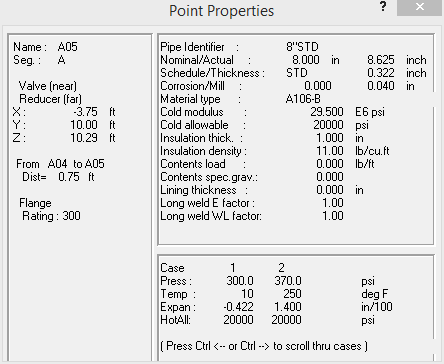 Point Properties
?
Name : A05
Seg. : A
Valve (near)
Reducer (far)
X : -3.75 ft
Y : 10.00 ft
Z : 10.29 ft
From A04 to A05
Dist= 0.75 ft
Flange
Rating : 300
Pipe Identifier : 8"STD
Nominal/Actual : 8.000 in 8.625 inch
Schedule/Thickness : STD 0.322 inch
Corrosion/Mill : 0.000 0.040 in
Material type : A106-B
Cold modulus : 29.500 E6 psi
Cold allowable : 20000 psi
Insulation thick. : 1.000 in
Insulation density : 11.00 lb/cu.ft
Contents load : 0.000 lb/ft
Contents spec.grav.: 0.000
Lining thickness : 0.000 in
Long weld E factor : 1.00
Long weld WL factor: 1.00
Case 1 2
Press : 300.0 370.0 psi
Temp : 10 250 deg F
Expan : -0.422 1.400 in/100
HotAll: 20000 20000 psi
( Press Ctrl <-- or Ctrl --> to scroll thru cases )